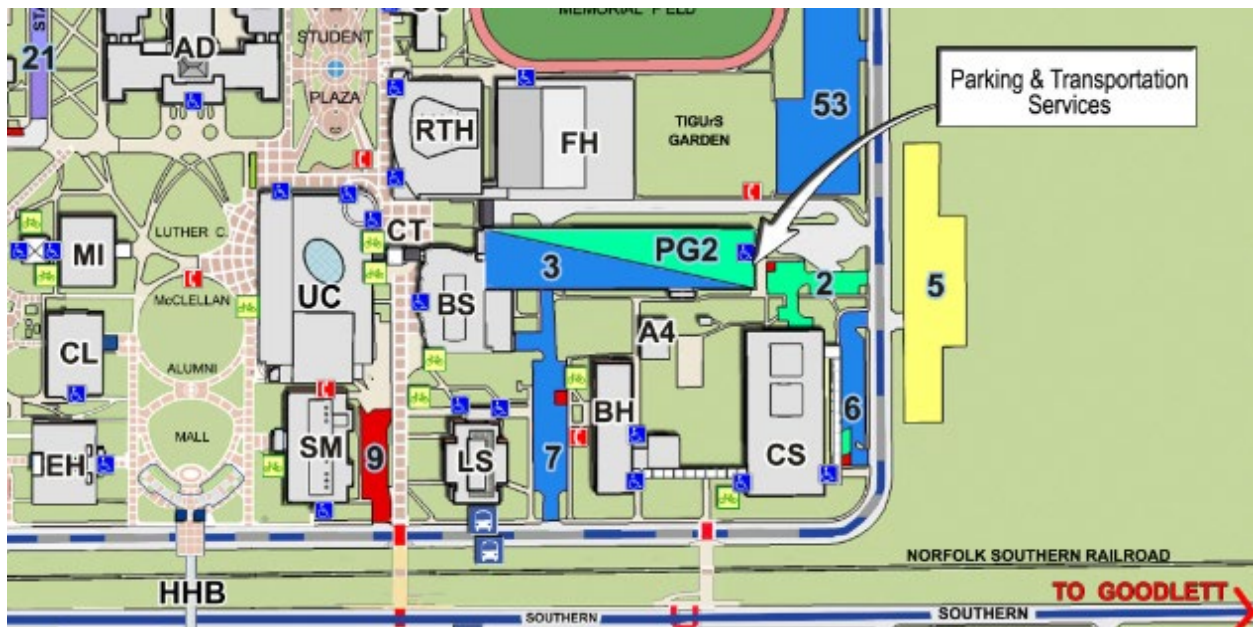 MEMORIAL FIELD
21
AD
STUDENT
PLAZA
RTH
FH
TIGUrS
GARDEN
53
Parking & Transportation
Services
MI
LUTHER C.
CT
UC
BS
3
PG2
2
5
McCLELLAN
CL
ALUMNI
A4
MALL
EH
SM
9
LS
7
BH
CS
6
NORFOLK SOUTHERN RAILROAD
HHB
TO GOODLETT
SOUTHERN
SOUTHERN